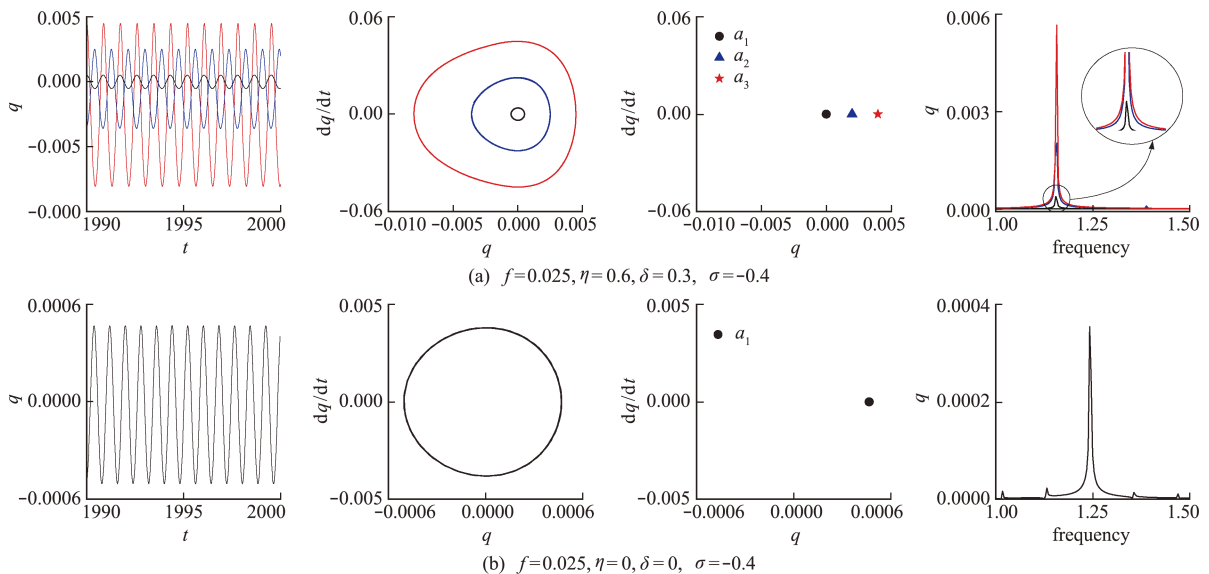 0.005
0.000
-0.005
-0.000
q
1990
1995
2000
t
0.06
0.00
-0.06
dq/dt
-0.010
-0.005
0.000
0.005
q
0.06
0.00
-0.06
dq/dt
a1
a2
a3
-0.010
-0.005
0.000
0.005
q
0.006
0.003
0.000
q
1.00
1.25
1.50
frequency
(a) f=0.025, η=0.6, δ=0.3, σ=-0.4
0.0006
0.0000
-0.0006
q
1990
1995
2000
t
0.005
0.000
-0.005
dq/dt
-0.0006
0.0000
0.0006
q
0.005
0.000
-0.005
dq/dt
a1
-0.0006
0.0000
0.0006
q
0.0004
0.0002
0.0000
q
1.00
1.25
1.50
frequency
(b) f=0.025, η=0, δ=0, σ=-0.4